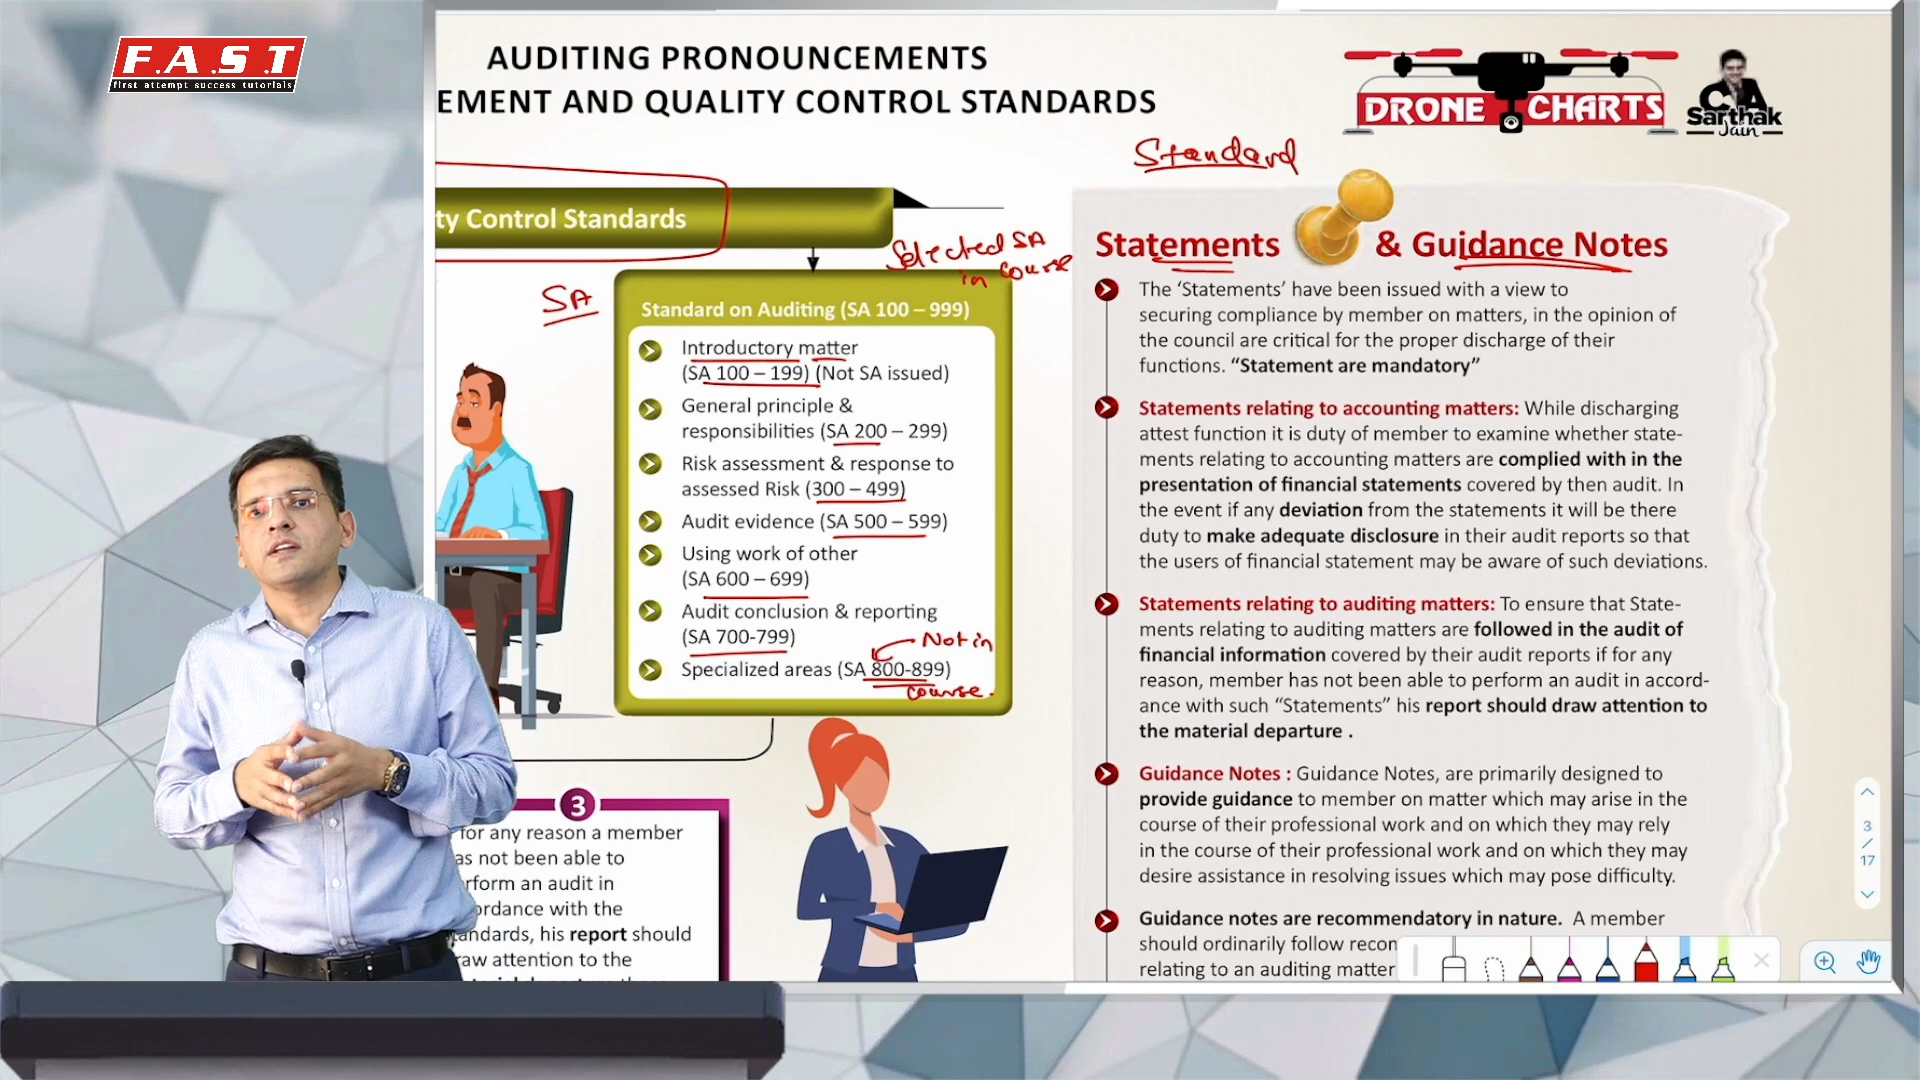 F.A.S.T
first attempt success tutorials
AUDITING PRONOUNCEMENTS
EMENT AND QUALITY CONTROL STANDARDS
DRONE CHARTS
CA
Sarthak
Jain
Standard
ty Control Standards
Selected SA
in course
SA
Standard on Auditing (SA 100 – 999)
Introductory matter
(SA 100 – 199) (Not SA issued)
General principle &
responsibilities (SA 200 – 299)
Risk assessment & response to
assessed Risk (300 – 499)
Audit evidence (SA 500 – 599)
Using work of other
(SA 600 – 699)
Audit conclusion & reporting
(SA 700-799)
Not in
Specialized areas (SA 800-899)
course.
3
for any reason a member
as not been able to
rform an audit in
ordance with the
tandards, his report should
raw attention to the
Statements & Guidance Notes
The ‘Statements’ have been issued with a view to
securing compliance by member on matters, in the opinion of
the council are critical for the proper discharge of their
functions. “Statement are mandatory”
Statements relating to accounting matters: While discharging
attest function it is duty of member to examine whether state-
ments relating to accounting matters are complied with in the
presentation of financial statements covered by then audit. In
the event if any deviation from the statements it will be there
duty to make adequate disclosure in their audit reports so that
the users of financial statement may be aware of such deviations.
Statements relating to auditing matters: To ensure that State-
ments relating to auditing matters are followed in the audit of
financial information covered by their audit reports if for any
reason, member has not been able to perform an audit in accord-
ance with such “Statements” his report should draw attention to
the material departure .
Guidance Notes : Guidance Notes, are primarily designed to
provide guidance to member on matter which may arise in the
course of their professional work and on which they may rely
in the course of their professional work and on which they may
desire assistance in resolving issues which may pose difficulty.
Guidance notes are recommendatory in nature. A member
should ordinarily follow recon
relating to an auditing matter
3
/
17